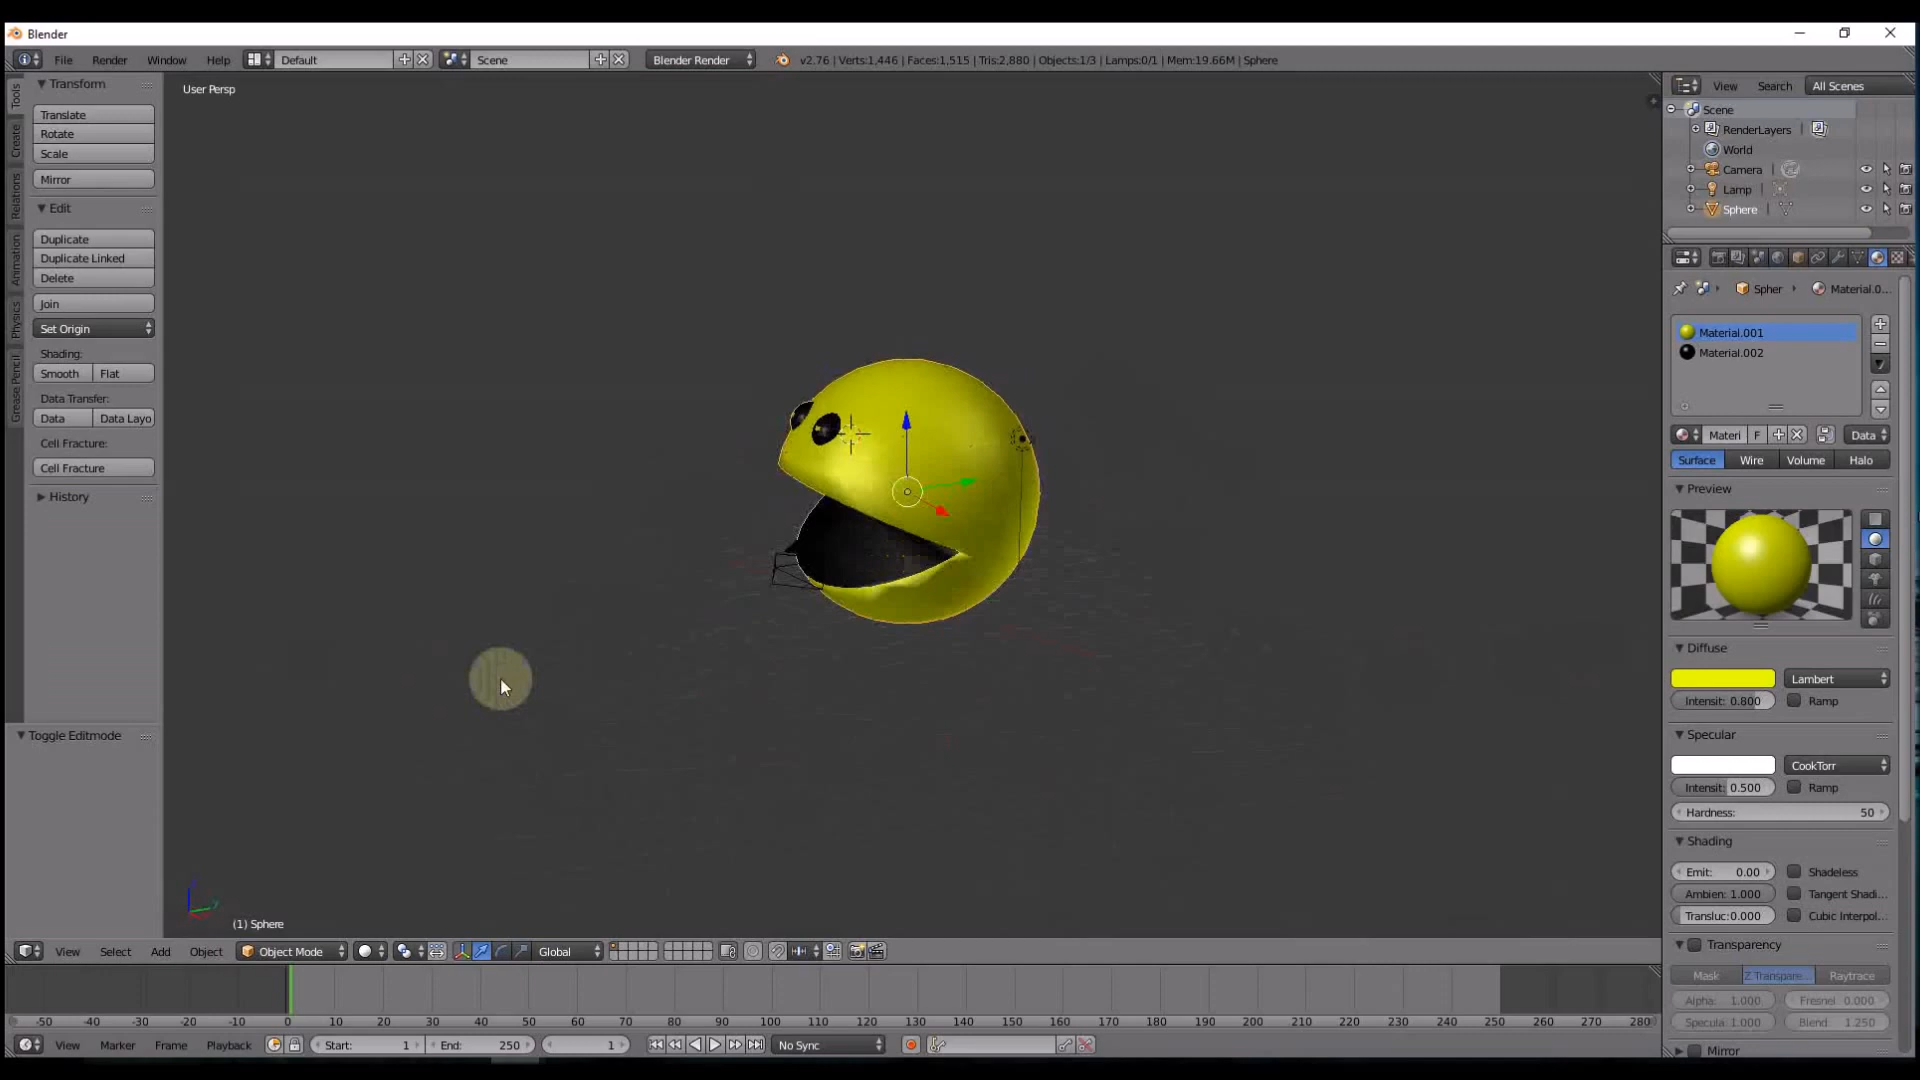 Blender
File Render Window Help Default Scene Blender Render v2.76 | Verts:1,446 | Faces:1,515 | Tris:2,880 | Objects:1/3 | Lamps:0/1 | Mem:19.66M | Sphere
Tools
Create
Relations
Animation
Physics
Grease Pencil
Transform
Translate
Rotate
Scale
Mirror
Edit
Duplicate
Duplicate Linked
Delete
Join
Set Origin
Shading:
Smooth Flat
Data Transfer:
Data Data Layo
Cell Fracture:
Cell Fracture
History
Toggle Editmode
User Persp
(1) Sphere
View Search All Scenes
Scene
RenderLayers
World
Camera
Lamp
Sphere
Spher Material.0...
Material.001
Material.002
Materi F Data
Surface Wire Volume Halo
Preview
Diffuse
Lambert
Intensit: 0.800 Ramp
Specular
CookTorr
Intensit: 0.500 Ramp
Hardness: 50
Shading
Emit: 0.00 Shadeless
Ambien: 1.000 Tangent Shadi...
Transluc:0.000 Cubic Interpol...
Transparency
Mask Z Transpare... Raytrace
Alpha: 1.000 Fresnel 0.000
Specula: 1.000 Blend: 1.250
Mirror
View Select Add Object Object Mode Global
-50 -40 -30 -20 -10 0 10 20 30 40 50 60 70 80 90 100 110 120 130 140 150 160 170 180 190 200 210 220 230 240 250 260 270 280
View Marker Frame Playback Start: 1 End: 250 1 No Sync